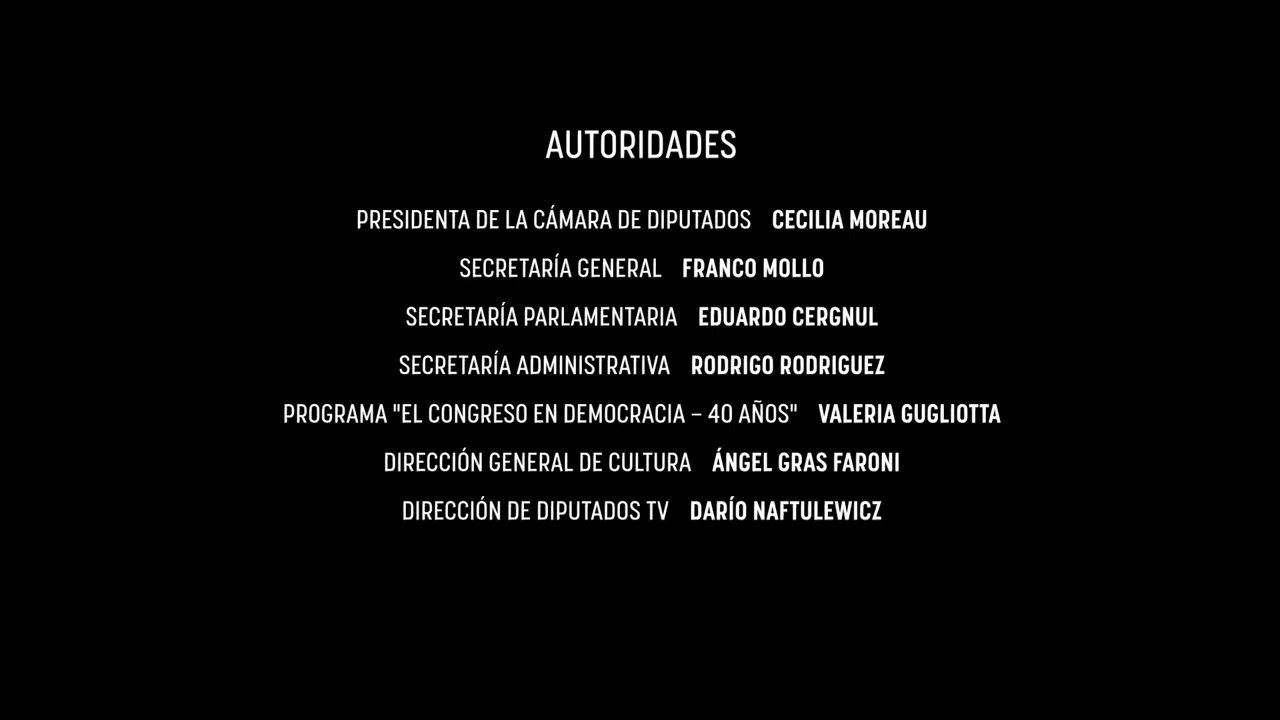 AUTORIDADES
PRESIDENTA DE LA CÁMARA DE DIPUTADOS CECILIA MOREAU
SECRETARÍA GENERAL FRANCO MOLLO
SECRETARÍA PARLAMENTARIA EDUARDO CERGNUL
SECRETARÍA ADMINISTRATIVA RODRIGO RODRIGUEZ
PROGRAMA "EL CONGRESO EN DEMOCRACIA – 40 AÑOS" VALERIA GUGLIOTTA
DIRECCIÓN GENERAL DE CULTURA ÁNGEL GRAS FARONI
DIRECCIÓN DE DIPUTADOS TV DARÍO NAFTULEWICZ